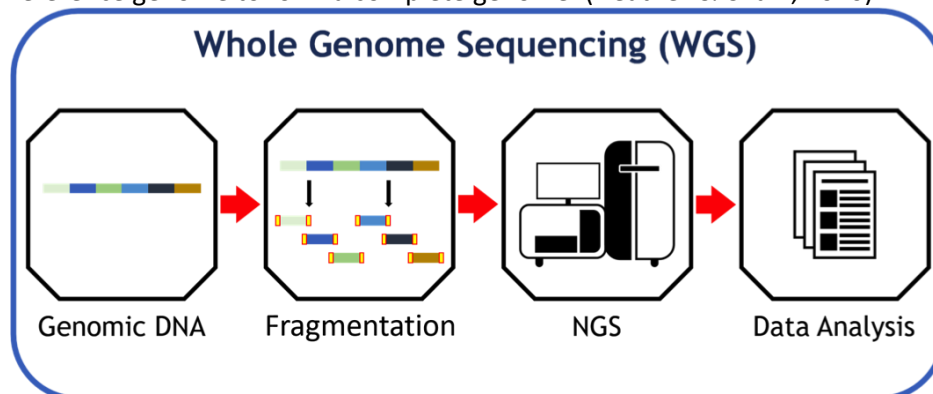 Whole Genome Sequencing (WGS)
Genomic DNA
Fragmentation
NGS
Data Analysis